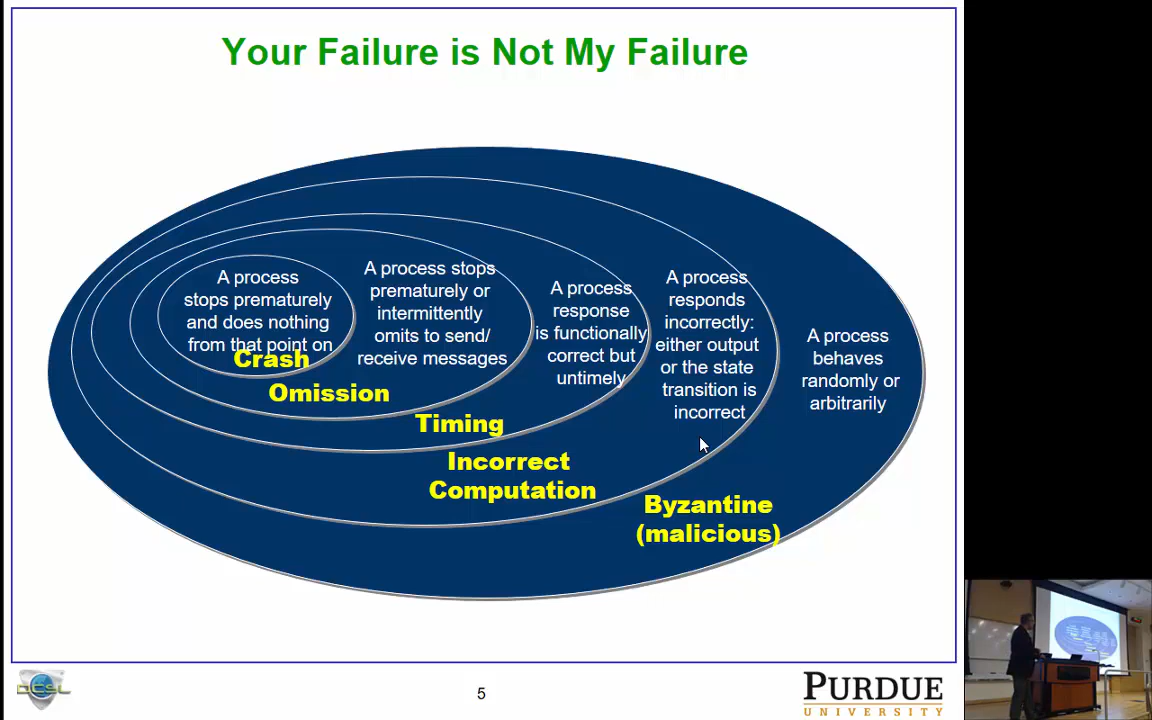 Your Failure is Not My Failure
A process
stops prematurely
and does nothing
from that point on
Crash
A process stops
prematurely or
intermittently
omits to send/
receive messages
Omission
A process
response
is functionally
correct but
untimely
Timing
A process
responds
incorrectly:
either output
or the state
transition is
incorrect
Incorrect
Computation
A process
behaves
randomly or
arbitrarily
Byzantine
(malicious)
DCSL
5
PURDUE
UNIVERSITY